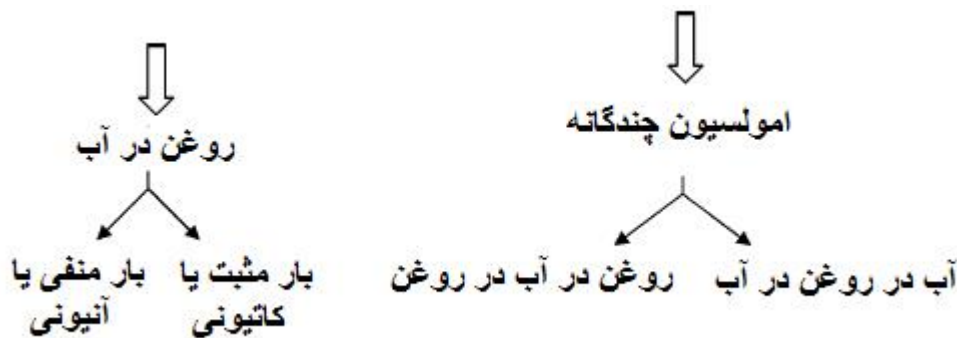 امولسیون چندگانه
آب در روغن در آب
روغن در آب در روغن
روغن در آب
بار مثبت یا
کاتیونی
بار منفی یا
آنیونی